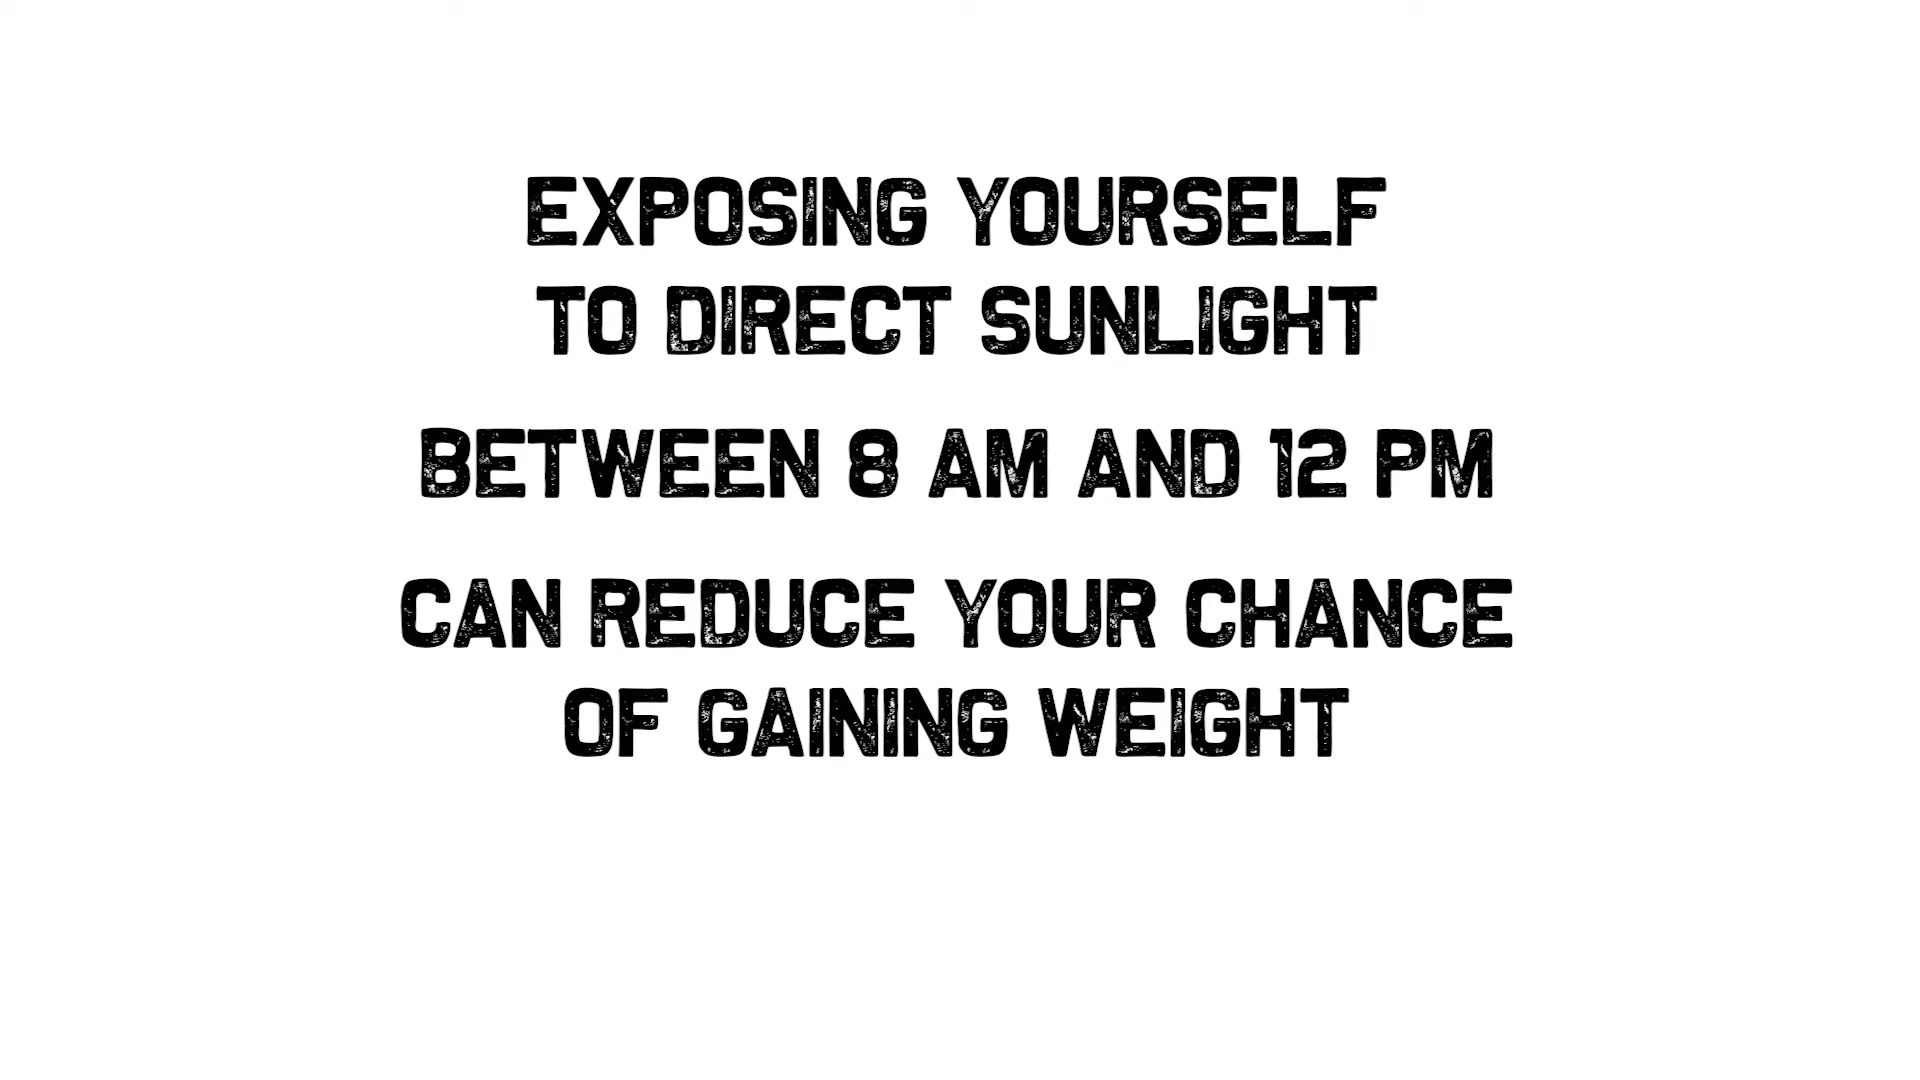 EXPOSING YOURSELF
TO DIRECT SUNLIGHT
BETWEEN 8 AM AND 12 PM
CAN REDUCE YOUR CHANCE
OF GAINING WEIGHT